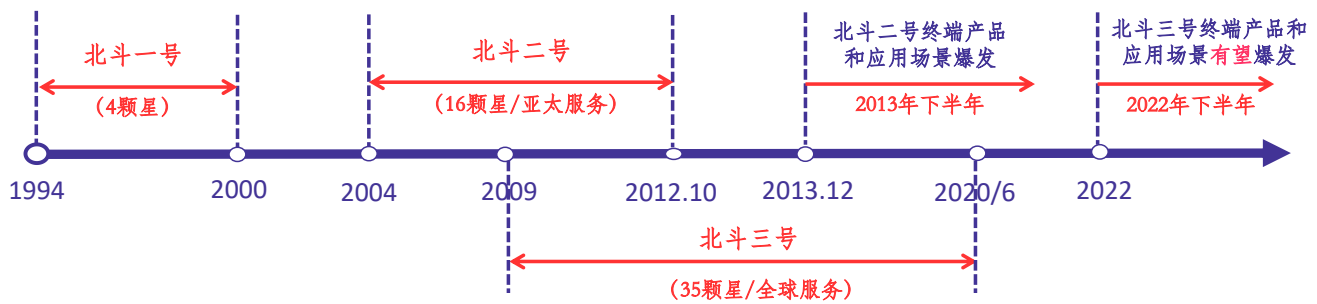 北斗一号
(4颗星)
北斗二号
(16颗星/亚太服务)
北斗二号终端产品
和应用场景爆发
2013年下半年
北斗三号终端产品和
应用场景有望爆发
2022年下半年
1994
2000
2004
2009
2012.10
2013.12
2020/6
2022
北斗三号
(35颗星/全球服务)